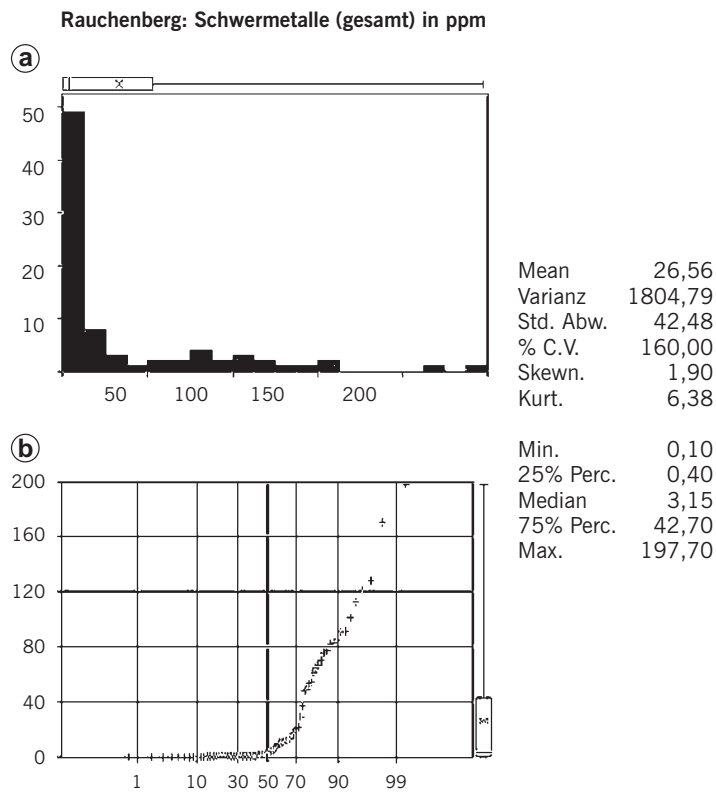 Rauchenberg: Schwermetalle (gesamt) in ppm
a
50
40
30
20
10
50 100 150 200
Mean 26,56
Varianz 1804,79
Std. Abw. 42,48
% C.V. 160,00
Skewn. 1,90
Kurt. 6,38
Min. 0,10
25% Perc. 0,40
Median 3,15
75% Perc. 42,70
Max. 197,70
b
200
160
120
80
40
0
1 10 30 50 70 90 99